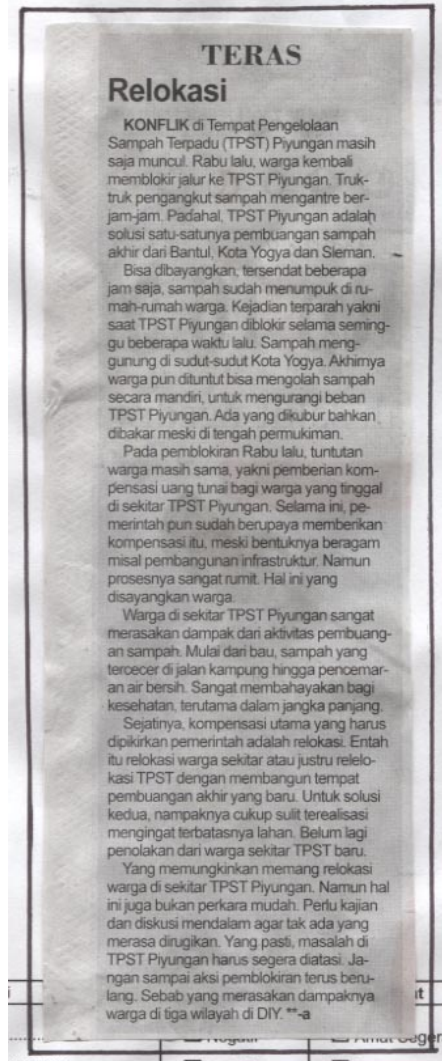 TERAS
Relokasi
KONFLIK di Tempat Pengelolaan
Sampah Terpadu (TPST) Piyungan masih
saja muncul. Rabu lalu, warga kembali
memblokir jalur ke TPST Piyungan. Truk-
truk pengangkut sampah mengantre ber-
jam-jam. Padahal, TPST Piyungan adalah
solusi satu-satunya pembuangan sampah
akhir dari Bantul, Kota Yogya dan Sleman.
Bisa dibayangkan, tersendat beberapa
jam saja, sampah sudah menumpuk di ru-
mah-rumah warga. Kejadian terparah yakni
saat TPST Piyungan diblokir selama seming-
gu beberapa waktu lalu. Sampah meng-
gunung di sudut-sudut Kota Yogya. Akhirnya
warga pun dituntut bisa mengolah sampah
secara mandiri, untuk mengurangi beban
TPST Piyungan. Ada yang dikubur bahkan
dibakar meski di tengah permukiman.
Pada pemblokiran Rabu lalu, tuntutan
warga masih sama, yakni pemberian kom-
pensasi uang tunai bagi warga yang tinggal
di sekitar TPST Piyungan. Selama ini, pe-
merintah pun sudah berupaya memberikan
kompensasi itu, meski bentuknya beragam
misal pembangunan infrastruktur. Namun
prosesnya sangat rumit. Hal ini yang
disayangkan warga.
Warga di sekitar TPST Piyungan sangat
merasakan dampak dari aktivitas pembuang-
an sampah. Mulai dari bau, sampah yang
tercecer di jalan kampung hingga pencemar-
an air bersih. Sangat membahayakan bagi
kesehatan, terutama dalam jangka panjang.
Sejatinya, kompensasi utama yang harus
dipikirkan pemerintah adalah relokasi. Entah
itu relokasi warga sekitar atau justru relelo-
kasi TPST dengan membangun tempat
pembuangan akhir yang baru. Untuk solusi
kedua, nampaknya cukup sulit terealisasi
mengingat terbatasnya lahan. Belum lagi
penolakan dari warga sekitar TPST baru.
Yang memungkinkan memang relokasi
warga di sekitar TPST Piyungan. Namun hal
ini juga bukan perkara mudah. Perlu kajian
dan diskusi mendalam agar tak ada yang
merasa dirugikan. Yang pasti, masalah di
TPST Piyungan harus segera diatasi. Ja-
ngan sampai aksi pemblokiran terus beru-
lang. Sebab yang merasakan dampaknya
warga di tiga wilayah di DIY. **-a